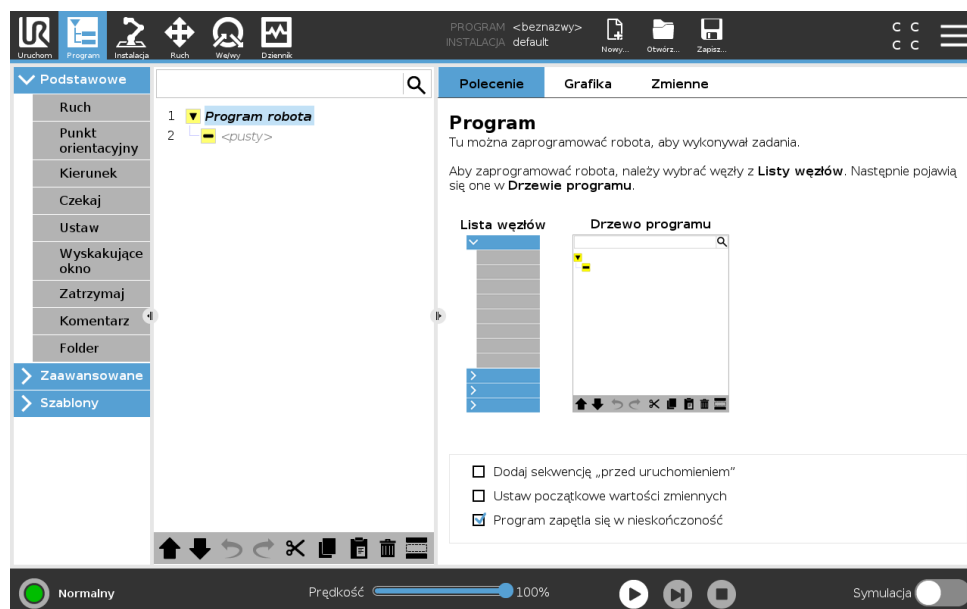 PROGRAM <beznazwy>
INSTALACJA default
C C
C C
Uruchom
Program
Instalacja
Ruch
We/wy
Dziennik
Nowy...
Otwórz...
Zapisz...
Podstawowe
Ruch
Punkt
orientacyjny
Kierunek
Czekaj
Ustaw
Wyskakujące
okno
Zatrzymaj
Komentarz
Folder
Zaawansowane
Szablony
1 Program robota
2 <pusty>
Polecenie Grafika Zmienne
Program
Tu można zaprogramować robota, aby wykonywał zadania.
Aby zaprogramować robota, należy wybrać węzły z Listy węzłów. Następnie pojawią
się one w Drzewie programu.
Lista węzłów
Drzewo programu
Dodaj sekwencję „przed uruchomieniem”
Ustaw początkowe wartości zmiennych
Program zapętla się w nieskończoność
Normalny
Prędkość 100%
Symulacja